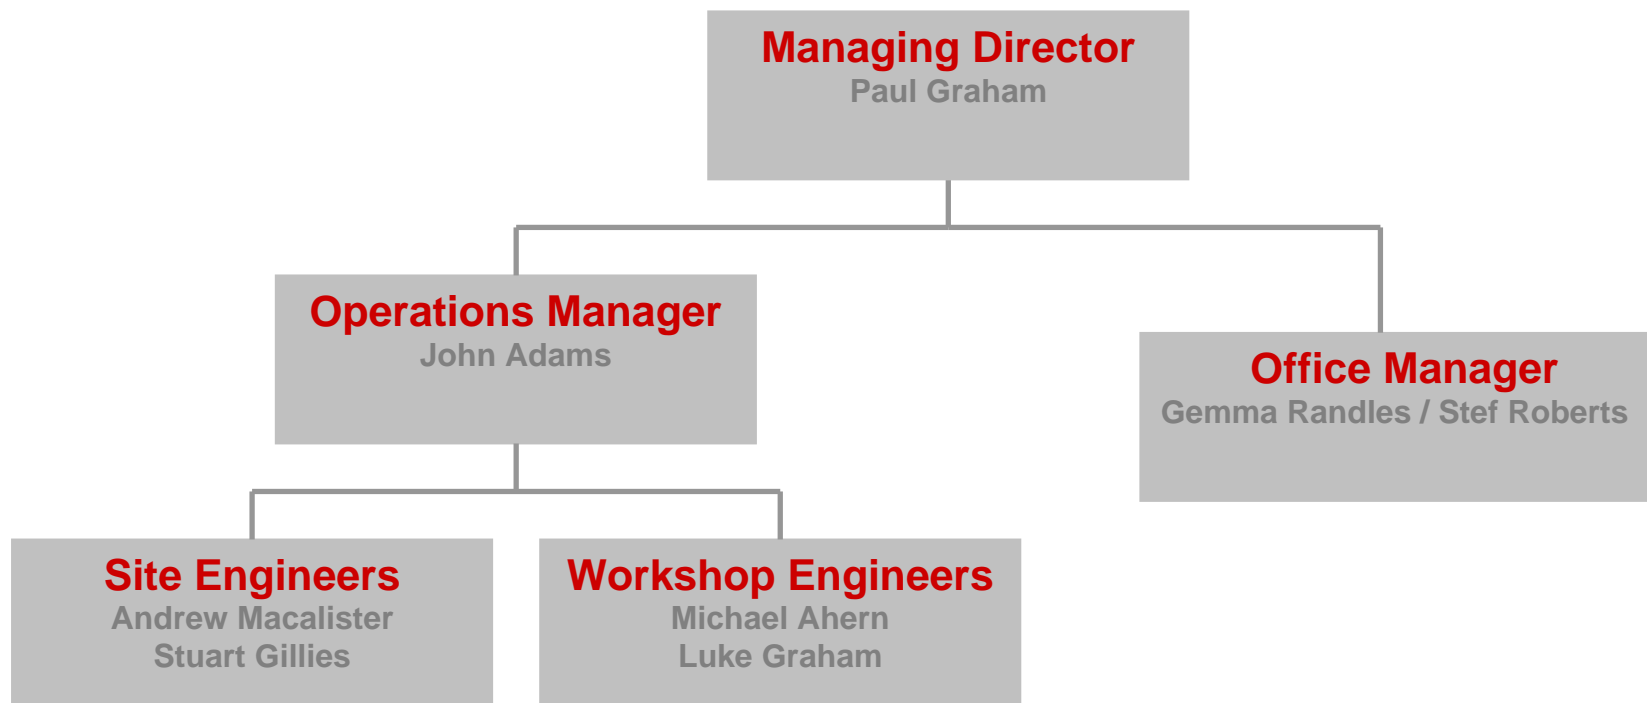 Managing Director
Paul Graham
Operations Manager
John Adams
Office Manager
Gemma Randles / Stef Roberts
Site Engineers
Andrew Macalister
Stuart Gillies
Workshop Engineers
Michael Ahern
Luke Graham